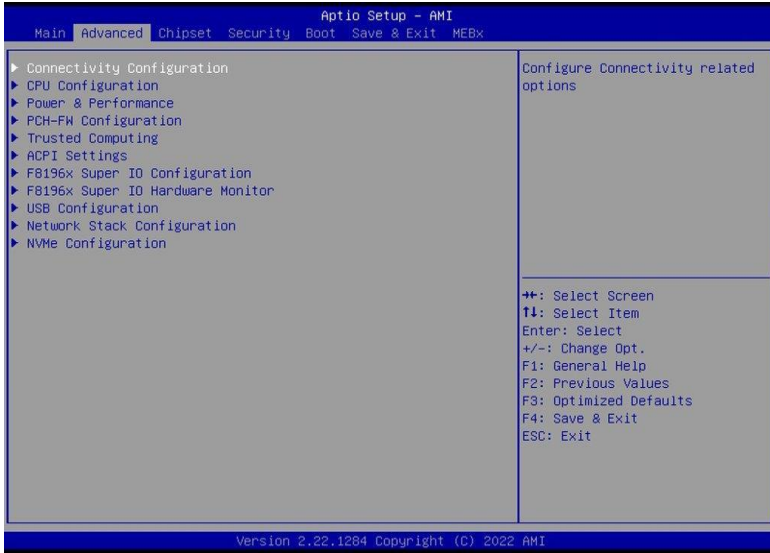 Aptio Setup - AMI
Main Advanced Chipset Security Boot Save & Exit MEBx
Connectivity Configuration
CPU Configuration
Power & Performance
PCH-FW Configuration
Trusted Computing
ACPI Settings
F8196x Super IO Configuration
F8196x Super IO Hardware Monitor
USB Configuration
Network Stack Configuration
NVMe Configuration
Configure Connectivity related
options
→←: Select Screen
↑↓: Select Item
Enter: Select
+/-: Change Opt.
F1: General Help
F2: Previous Values
F3: Optimized Defaults
F4: Save & Exit
ESC: Exit
Version 2.22.1284 Copyright (C) 2022 AMI